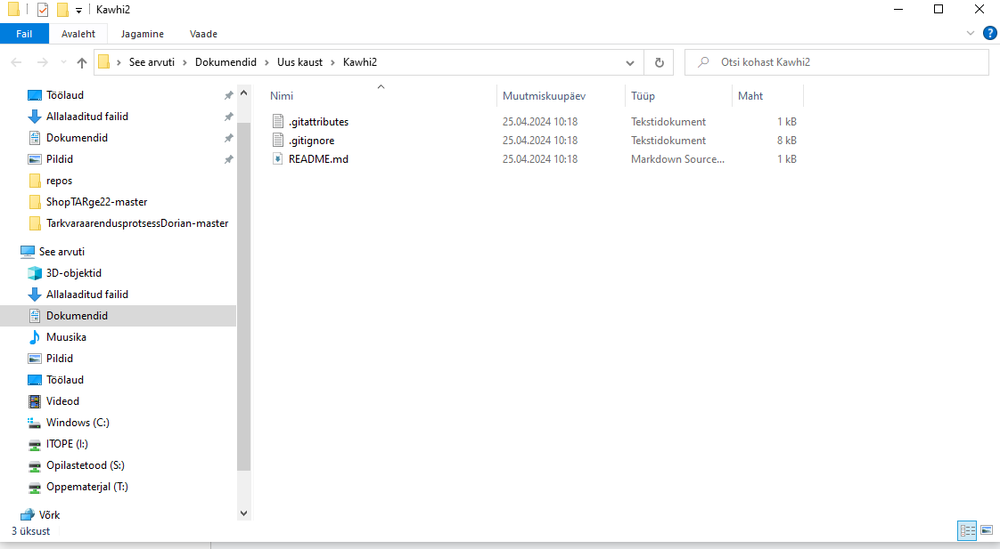 Kawhi2
Fail Avaleht Jagamine Vaade
See arvuti Dokumendid Uus kaust Kawhi2
Otsi kohast Kawhi2
Töölaud
Allalaaditud failid
Dokumendid
Pildid
repos
ShopTARge22-master
TarkvaraarendusprotsessDorian-master
See arvuti
3D-objektid
Allalaaditud failid
Dokumendid
Muusika
Pildid
Töölaud
Videod
Windows (C:)
ITOPE (I:)
Opilastetood (S:)
Oppematerjal (T:)
Võrk
Nimi Muutmiskuupäev Tüüp Maht
.gitattributes 25.04.2024 10:18 Tekstidokument 1 kB
.gitignore 25.04.2024 10:18 Tekstidokument 8 kB
README.md 25.04.2024 10:18 Markdown Source... 1 kB
3 üksust